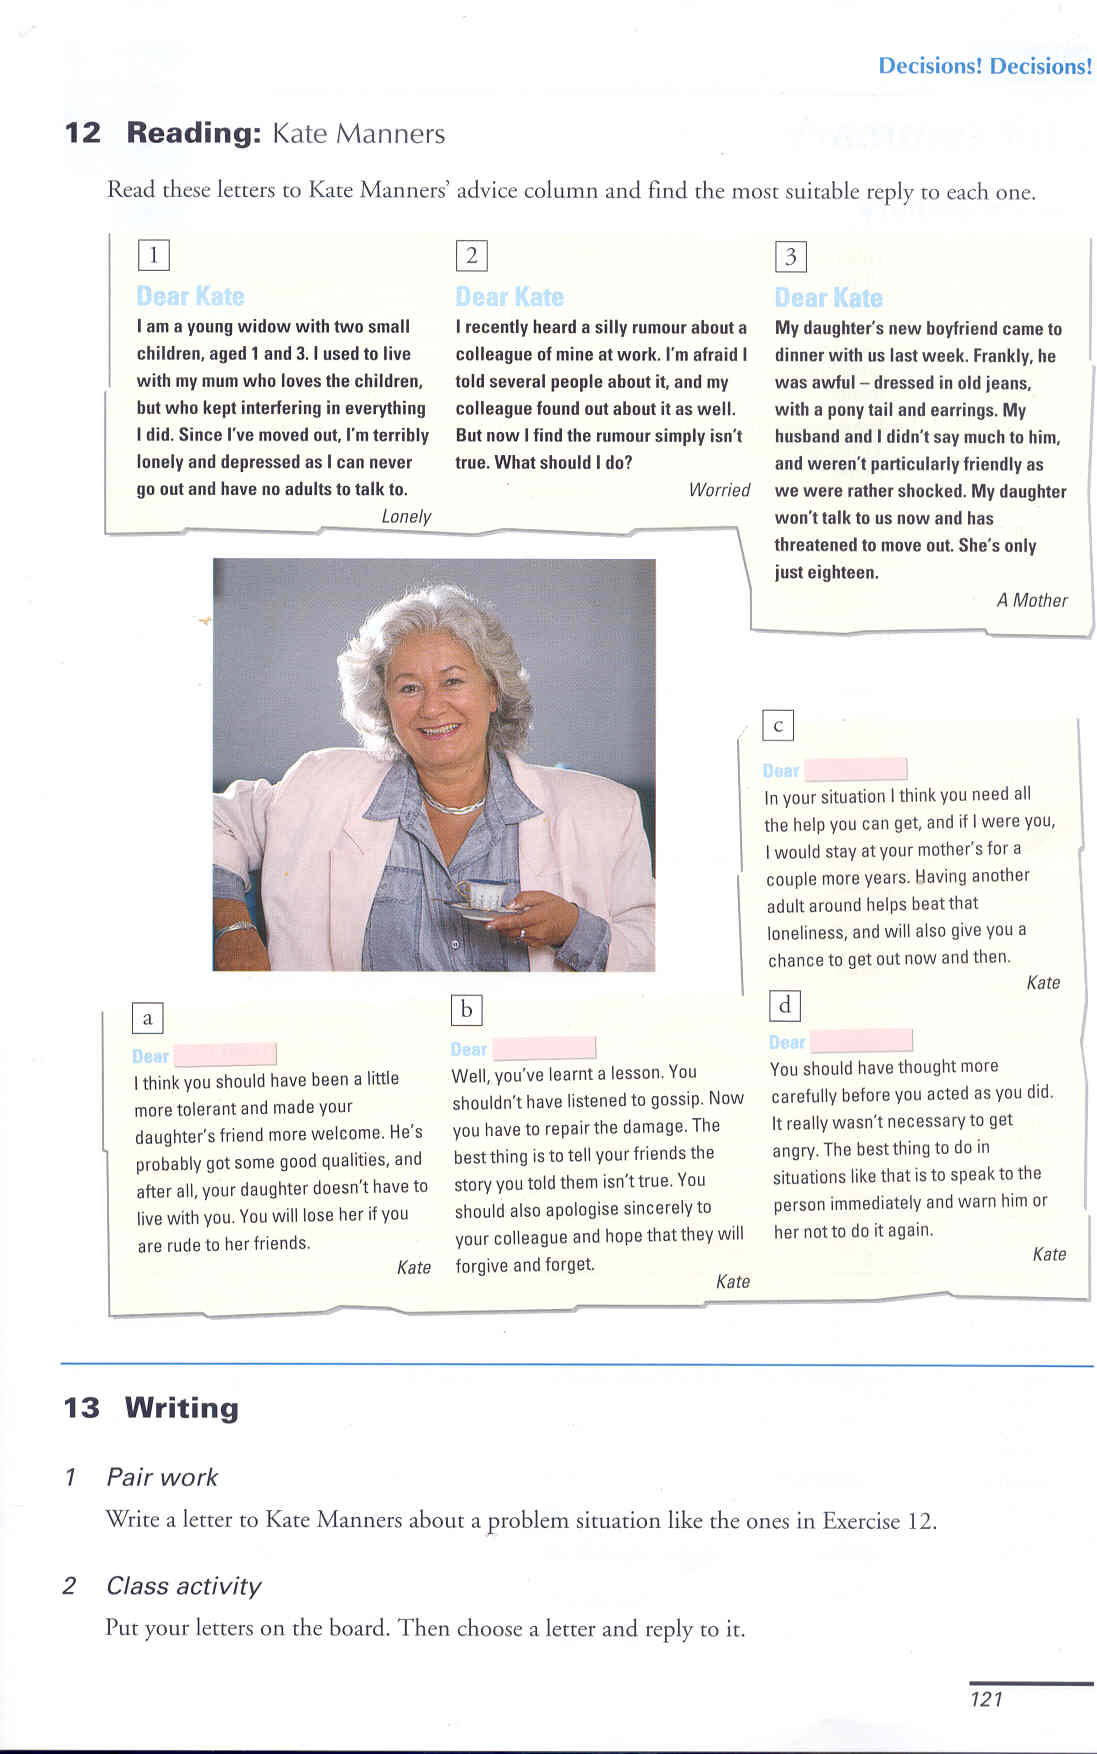 Decisions! Decisions!
12 Reading: Kate Manners
Read these letters to Kate Manners' advice column and find the most suitable reply to each one.
1
Dear Kate
I am a young widow with two small
children, aged 1 and 3. I used to live
with my mum who loves the children,
but who kept interfering in everything
I did. Since I've moved out, I'm terribly
lonely and depressed as I can never
go out and have no adults to talk to.
Lonely
2
Dear Kate
I recently heard a silly rumour about a
colleague of mine at work. I'm afraid I
told several people about it, and my
colleague found out about it as well.
But now I find the rumour simply isn't
true. What should I do?
Worried
3
Dear Kate
My daughter's new boyfriend came to
dinner with us last week. Frankly, he
was awful – dressed in old jeans,
with a pony tail and earrings. My
husband and I didn't say much to him,
and weren't particularly friendly as
we were rather shocked. My daughter
won't talk to us now and has
threatened to move out. She's only
just eighteen.
A Mother
a
Dear
I think you should have been a little
more tolerant and made your
daughter's friend more welcome. He's
probably got some good qualities, and
after all, your daughter doesn't have to
live with you. You will lose her if you
are rude to her friends.
Kate
b
Dear
Well, you've learnt a lesson. You
shouldn't have listened to gossip. Now
you have to repair the damage. The
best thing is to tell your friends the
story you told them isn't true. You
should also apologise sincerely to
your colleague and hope that they will
forgive and forget.
Kate
c
Dear
In your situation I think you need all
the help you can get, and if I were you,
I would stay at your mother's for a
couple more years. Having another
adult around helps beat that
loneliness, and will also give you a
chance to get out now and then.
Kate
d
Dear
You should have thought more
carefully before you acted as you did.
It really wasn't necessary to get
angry. The best thing to do in
situations like that is to speak to the
person immediately and warn him or
her not to do it again.
Kate
13 Writing
1 Pair work
Write a letter to Kate Manners about a problem situation like the ones in Exercise 12.
2 Class activity
Put your letters on the board. Then choose a letter and reply to it.
121